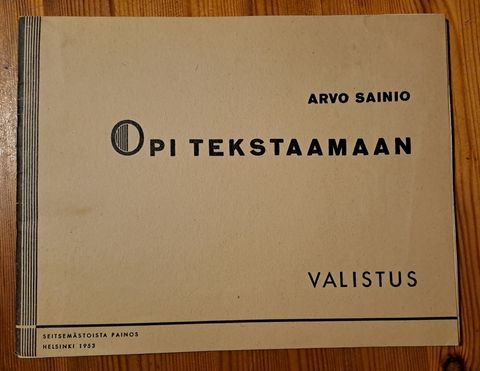 ARVO SAINIO
OPI TEKSTAAMAAN
VALISTUS
SEITSEMÄSTOISTA PAINOS
HELSINKI 1953